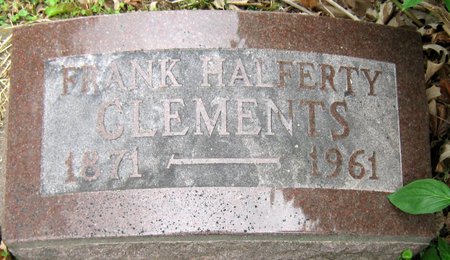 FRANK HALFERTY
CLEMENTS
1871 — 1961